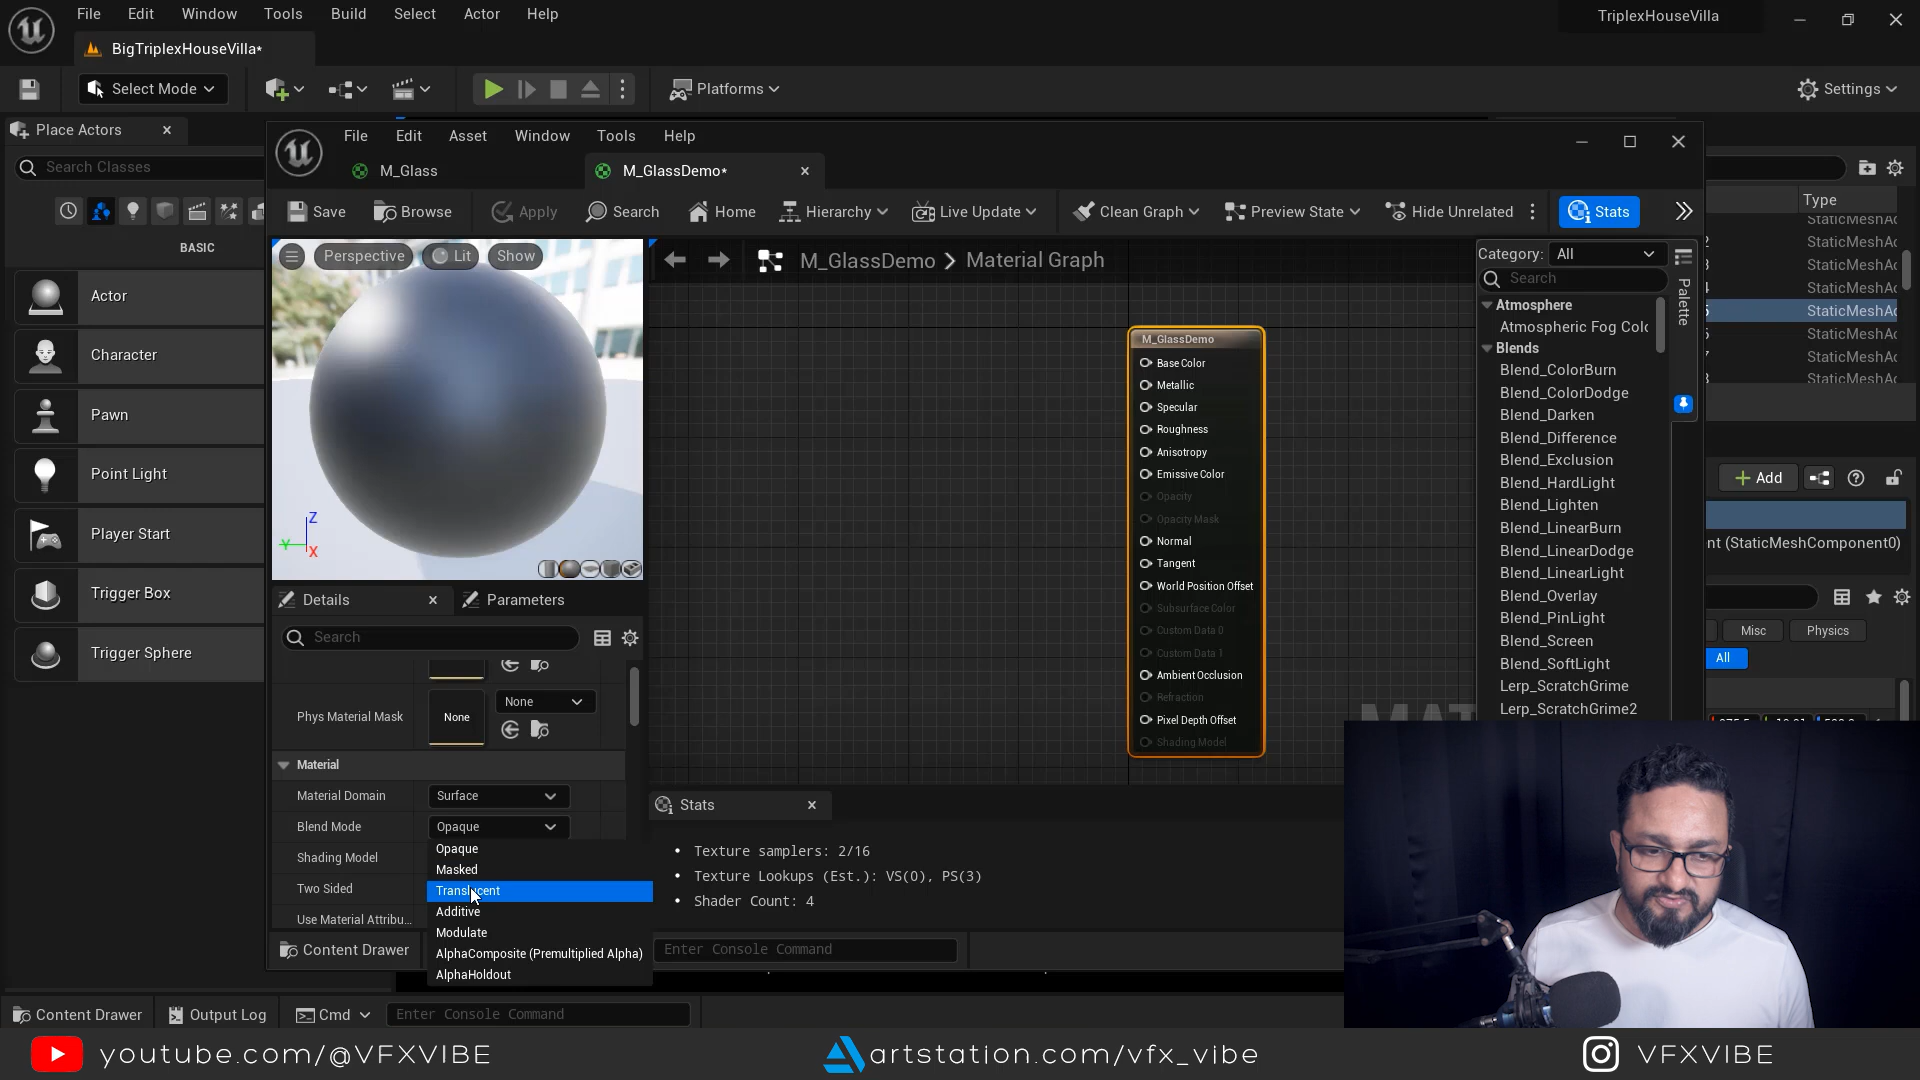 File Edit Window Tools Build Select Actor Help
TriplexHouseVilla
BigTriplexHouseVilla*
Select Mode
Platforms
Settings
Place Actors
Search Classes
BASIC
Actor
Character
Pawn
Point Light
Player Start
Trigger Box
Trigger Sphere
File Edit Asset Window Tools Help
M_Glass
M_GlassDemo*
Save
Browse
Apply
Search
Home
Hierarchy
Live Update
Clean Graph
Preview State
Hide Unrelated
Stats
Perspective
Lit
Show
Z
Y
X
M_GlassDemo
Material Graph
M_GlassDemo
Base Color
Metallic
Specular
Roughness
Anisotropy
Emissive Color
Opacity
Opacity Mask
Normal
Tangent
World Position Offset
Subsurface Color
Custom Data 0
Custom Data 1
Ambient Occlusion
Refraction
Pixel Depth Offset
Shading Model
Category: All
Search
Palette
Atmosphere
Atmospheric Fog Colo
Blends
Blend_ColorBurn
Blend_ColorDodge
Blend_Darken
Blend_Difference
Blend_Exclusion
Blend_HardLight
Blend_Lighten
Blend_LinearBurn
Blend_LinearDodge
Blend_LinearLight
Blend_Overlay
Blend_PinLight
Blend_Screen
Blend_SoftLight
Lerp_ScratchGrime
Lerp_ScratchGrime2
Details
Parameters
Search
Phys Material Mask
None
None
Material
Material Domain
Surface
Blend Mode
Opaque
Shading Model
Two Sided
Use Material Attribu...
Opaque
Masked
Translucent
Additive
Modulate
AlphaComposite (Premultiplied Alpha)
AlphaHoldout
Content Drawer
Stats
• Texture samplers: 2/16
• Texture Lookups (Est.): VS(0), PS(3)
• Shader Count: 4
Enter Console Command
Type
StaticMeshAc
StaticMeshAc
StaticMeshAc
StaticMeshAc
StaticMeshAc
StaticMeshAc
StaticMeshAc
StaticMeshAc
Add
nt (StaticMeshComponent0)
Misc
Physics
All
Content Drawer
Output Log
Cmd
Enter Console Command
youtube.com/@VFXVIBE
artstation.com/vfx_vibe
VFXVIBE